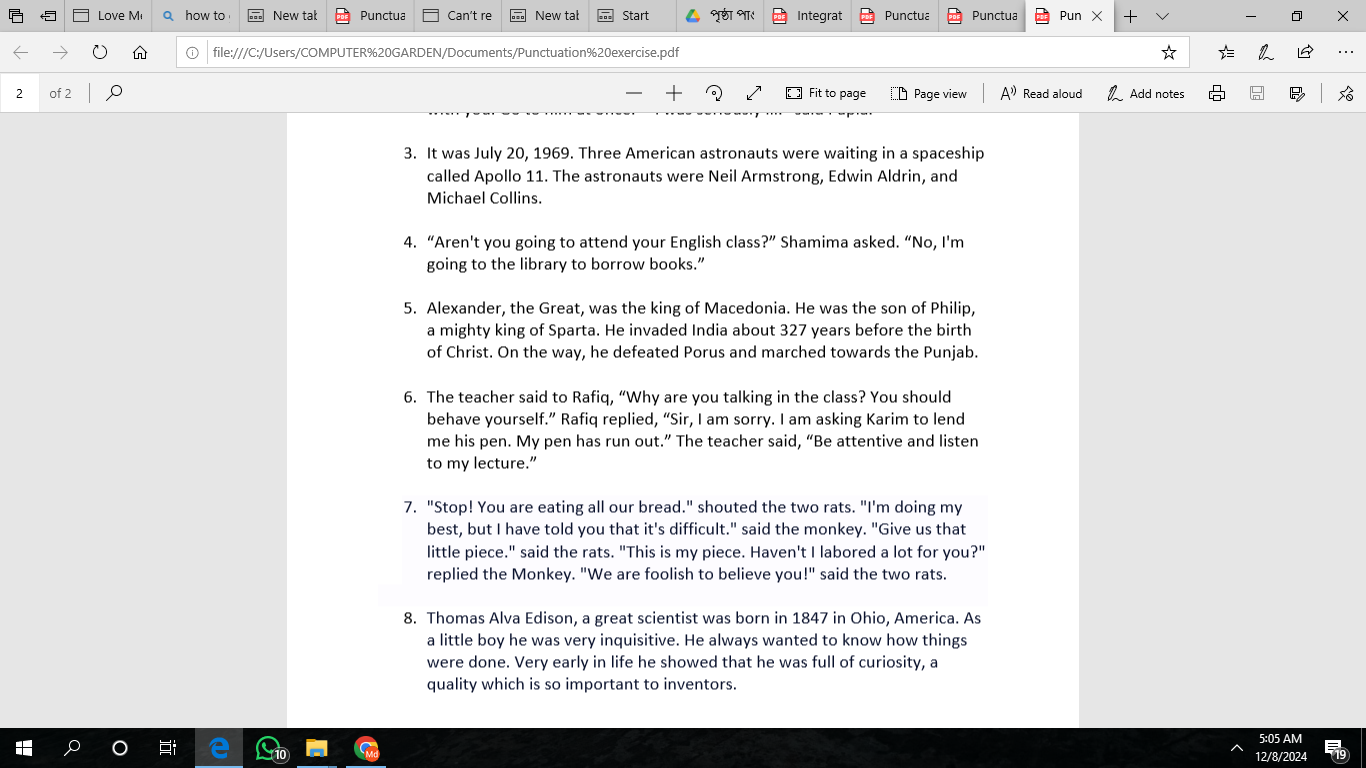 Love Me
how to
New tab
Punctua
Can't re
New tab
Start
পৃষ্ঠা
Integrat
Punctua
Punctua
Pun
file:///C:/Users/COMPUTER%20GARDEN/Documents/Punctuation%20exercise.pdf
2 of 2
Fit to page
Page view
Read aloud
Add notes
3. It was July 20, 1969. Three American astronauts were waiting in a spaceship
called Apollo 11. The astronauts were Neil Armstrong, Edwin Aldrin, and
Michael Collins.
4. “Aren't you going to attend your English class?” Shamima asked. “No, I'm
going to the library to borrow books.”
5. Alexander, the Great, was the king of Macedonia. He was the son of Philip,
a mighty king of Sparta. He invaded India about 327 years before the birth
of Christ. On the way, he defeated Porus and marched towards the Punjab.
6. The teacher said to Rafiq, “Why are you talking in the class? You should
behave yourself.” Rafiq replied, “Sir, I am sorry. I am asking Karim to lend
me his pen. My pen has run out.” The teacher said, “Be attentive and listen
to my lecture.”
7. "Stop! You are eating all our bread." shouted the two rats. "I'm doing my
best, but I have told you that it's difficult." said the monkey. "Give us that
little piece." said the rats. "This is my piece. Haven't I labored a lot for you?"
replied the Monkey. "We are foolish to believe you!" said the two rats.
8. Thomas Alva Edison, a great scientist was born in 1847 in Ohio, America. As
a little boy he was very inquisitive. He always wanted to know how things
were done. Very early in life he showed that he was full of curiosity, a
quality which is so important to inventors.
10
Md
5:05 AM
12/8/2024
19